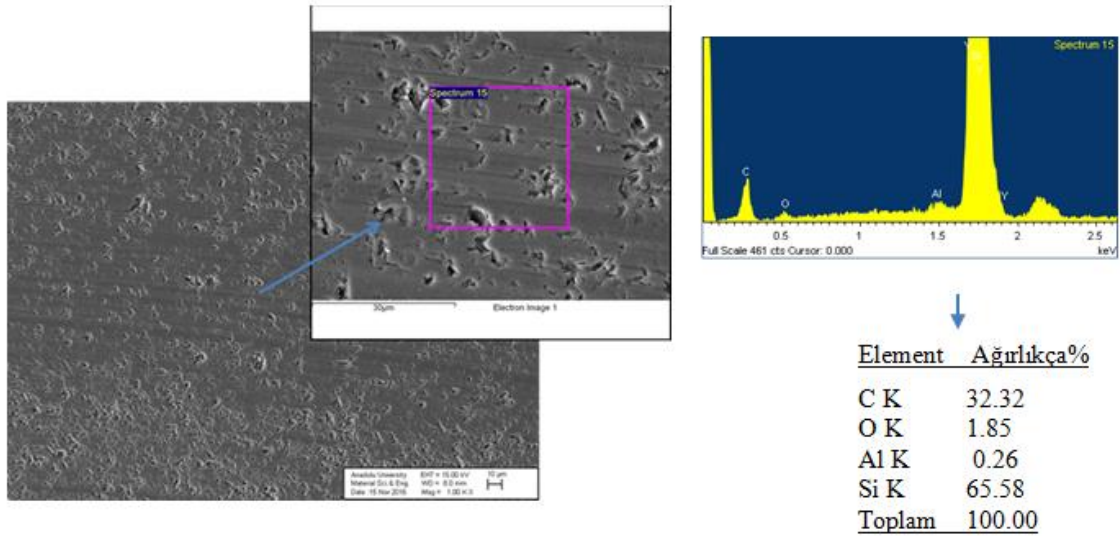 Spectrum 15
30µm
Electron Image 1
Anadolu University EHT = 15.00 kV 10 µm
Material Sci & Eng. WD = 8.0 mm
Date :15 Nov 2016 Mag = 1.00 K X
Spectrum 15
Y
C
O
Al
Y
0.5 1 1.5 2 2.5
Full Scale 461 cts Cursor: 0.000 keV
Element Ağırlıkça%
C K 32.32
O K 1.85
Al K 0.26
Si K 65.58
Toplam 100.00